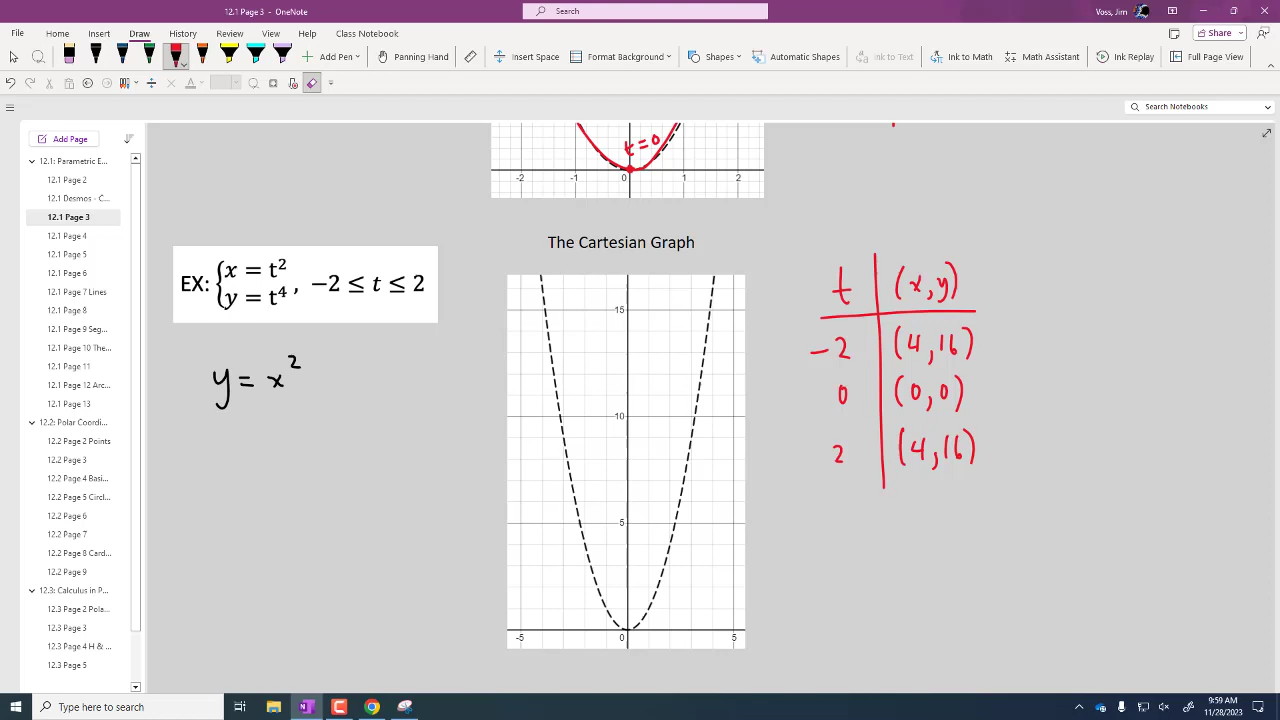 12.1 Page 3 - OneNote
Search
Voss, Jim
File Home Insert Draw History Review View Help Class Notebook
Share
Add Pen
Panning Hand
Insert Space
Format Background
Shapes
Automatic Shapes
Ink to Text
Ink to Math
Math Assistant
Ink Replay
Full Page View
Search Notebooks
Add Page
12.1: Parametric E...
12.1 Page 2
12.1 Desmos - C...
12.1 Page 3
12.1 Page 4
12.1 Page 5
12.1 Page 6
12.1 Page 7 Lines
12.1 Page 8
12.1 Page 9 Seg...
12.1 Page 10 The...
12.1 Page 11
12.1 Page 12 Arc...
12.1 Page 13
12.2: Polar Coordi...
12.2 Page 2 Points
12.2 Page 3
12.2 Page 4 Basi...
12.2 Page 5 Circl...
12.2 Page 6
12.2 Page 7
12.2 Page 8 Card...
12.2 Page 9
12.3: Calculus in P...
12.3 Page 2 Pola...
12.3 Page 3
12.3 Page 4 H & ...
12.3 Page 5
t = 0
-2 -1 0 1 2
The Cartesian Graph
EX: { x = t²
y = t⁴ , −2 ≤ t ≤ 2
y = x²
15
10
5
-5 0 5
t (x,y)
-2 (4,16)
0 (0,0)
2 (4,16)
Type here to search
9:59 AM
11/28/2023